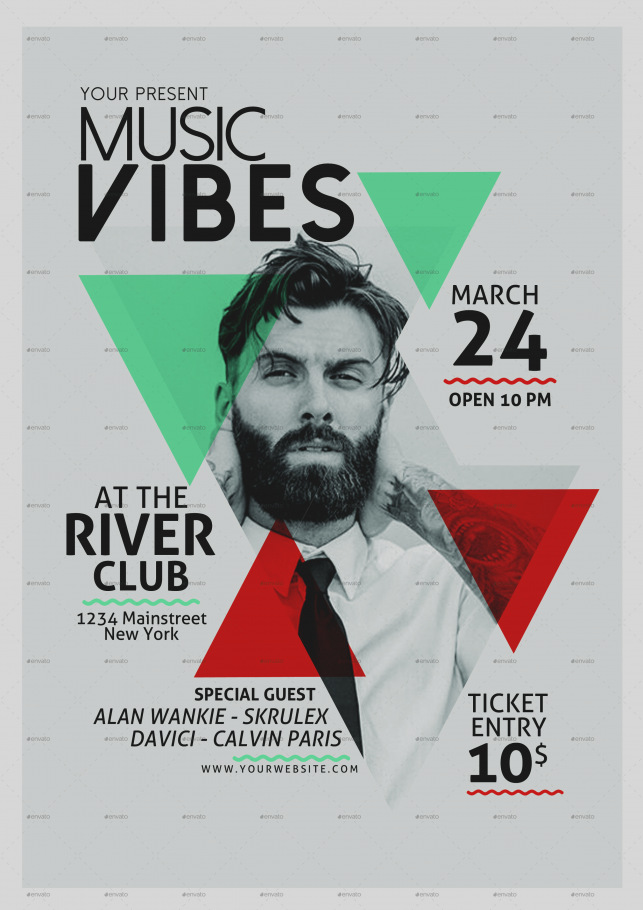 YOUR PRESENT
MUSIC
VIBES
MARCH
24
OPEN 10 PM
AT THE
RIVER
CLUB
1234 Mainstreet
New York
SPECIAL GUEST
ALAN WANKIE - SKRULEX
DAVICI - CALVIN PARIS
WWW.YOURWEBSITE.COM
TICKET
ENTRY
10$
envato